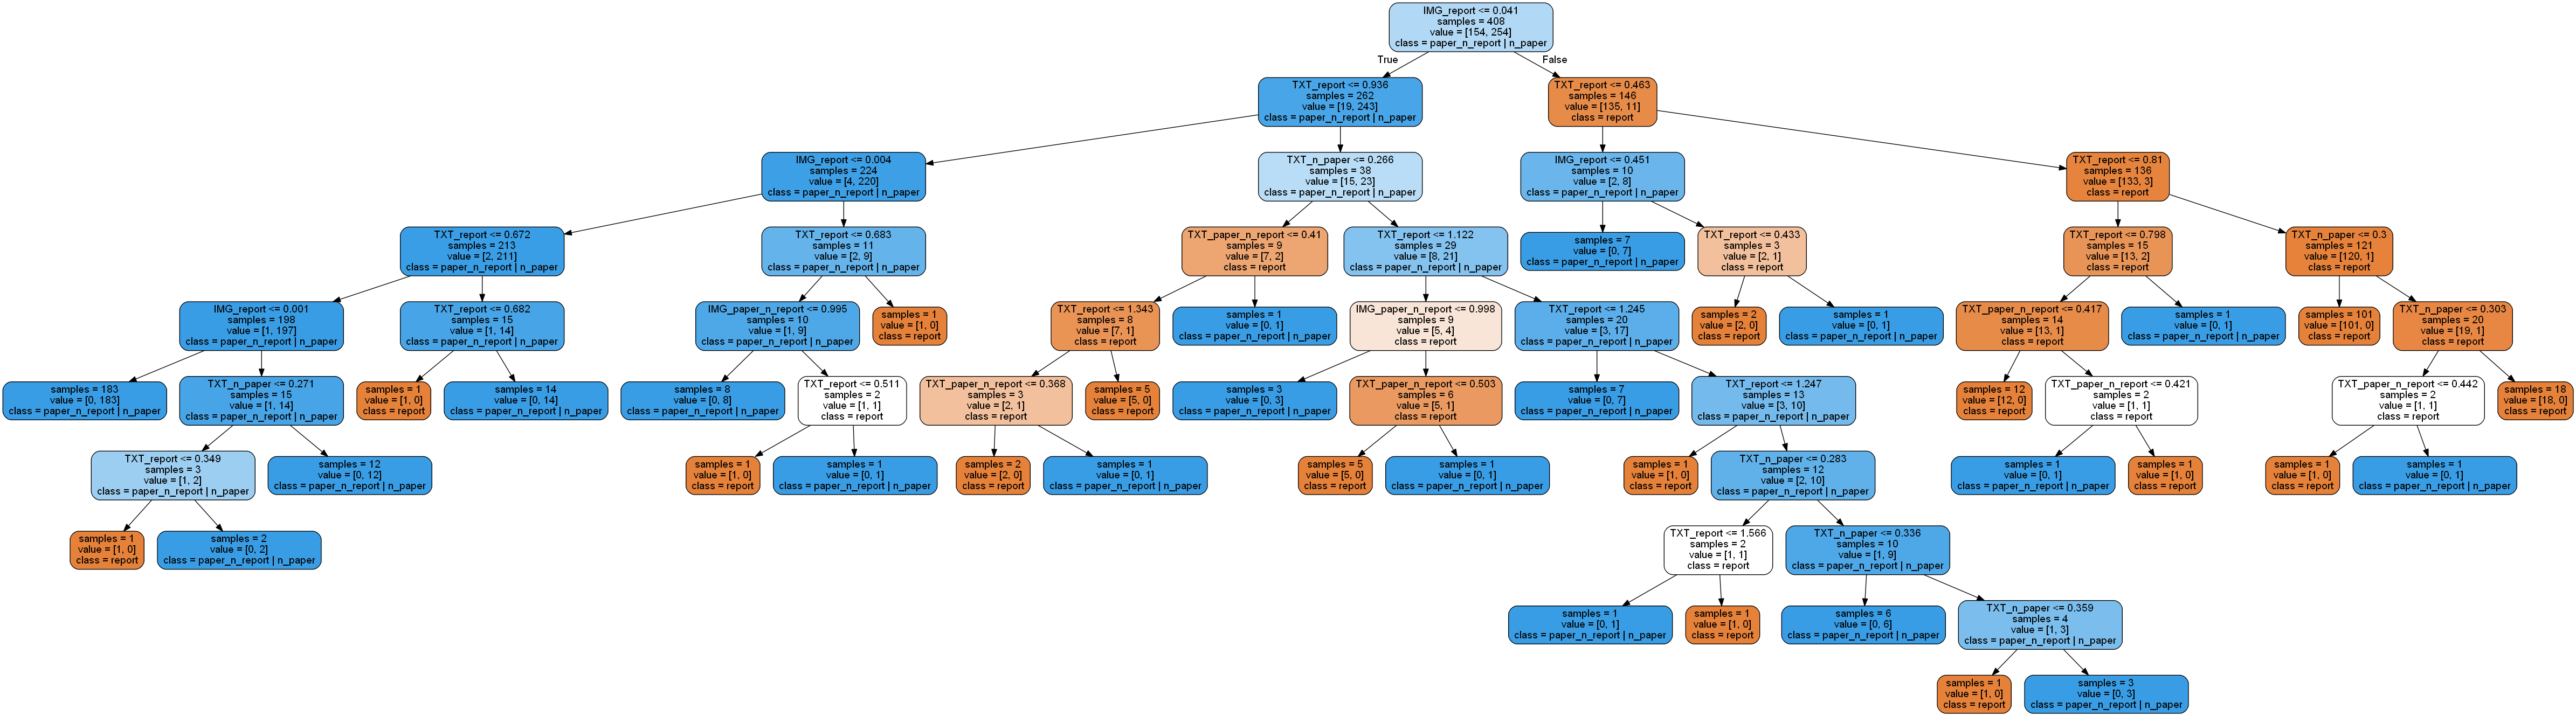 IMG_report <= 0.041
samples = 408
value = [154, 254]
class = paper_n_report | n_paper
True
False
TXT_report <= 0.936
samples = 262
value = [19, 243]
class = paper_n_report | n_paper
TXT_report <= 0.463
samples = 146
value = [135, 11]
class = report
IMG_report <= 0.004
samples = 224
value = [4, 220]
class = paper_n_report | n_paper
TXT_n_paper <= 0.266
samples = 38
value = [15, 23]
class = paper_n_report | n_paper
IMG_report <= 0.451
samples = 10
value = [2, 8]
class = paper_n_report | n_paper
TXT_report <= 0.81
samples = 136
value = [133, 3]
class = report
TXT_report <= 0.672
samples = 213
value = [2, 211]
class = paper_n_report | n_paper
TXT_report <= 0.683
samples = 11
value = [2, 9]
class = paper_n_report | n_paper
TXT_paper_n_report <= 0.41
samples = 9
value = [7, 2]
class = report
TXT_report <= 1.122
samples = 29
value = [8, 21]
class = paper_n_report | n_paper
samples = 7
value = [0, 7]
class = paper_n_report | n_paper
TXT_report <= 0.433
samples = 3
value = [2, 1]
class = report
TXT_report <= 0.798
samples = 15
value = [13, 2]
class = report
TXT_n_paper <= 0.3
samples = 121
value = [120, 1]
class = report
IMG_report <= 0.001
samples = 198
value = [1, 197]
class = paper_n_report | n_paper
TXT_report <= 0.682
samples = 15
value = [1, 14]
class = paper_n_report | n_paper
IMG_paper_n_report <= 0.995
samples = 10
value = [1, 9]
class = paper_n_report | n_paper
samples = 1
value = [1, 0]
class = report
TXT_report <= 1.343
samples = 8
value = [7, 1]
class = report
samples = 1
value = [0, 1]
class = paper_n_report | n_paper
IMG_paper_n_report <= 0.998
samples = 9
value = [5, 4]
class = report
TXT_report <= 1.245
samples = 20
value = [3, 17]
class = paper_n_report | n_paper
samples = 2
value = [2, 0]
class = report
samples = 1
value = [0, 1]
class = paper_n_report | n_paper
TXT_paper_n_report <= 0.417
samples = 14
value = [13, 1]
class = report
samples = 1
value = [0, 1]
class = paper_n_report | n_paper
samples = 101
value = [101, 0]
class = report
TXT_n_paper <= 0.303
samples = 20
value = [19, 1]
class = report
samples = 183
value = [0, 183]
class = paper_n_report | n_paper
TXT_n_paper <= 0.271
samples = 15
value = [1, 14]
class = paper_n_report | n_paper
samples = 1
value = [1, 0]
class = report
samples = 14
value = [0, 14]
class = paper_n_report | n_paper
samples = 8
value = [0, 8]
class = paper_n_report | n_paper
TXT_report <= 0.511
samples = 2
value = [1, 1]
class = report
TXT_paper_n_report <= 0.368
samples = 3
value = [2, 1]
class = report
samples = 5
value = [5, 0]
class = report
samples = 3
value = [0, 3]
class = paper_n_report | n_paper
TXT_paper_n_report <= 0.503
samples = 6
value = [5, 1]
class = report
samples = 7
value = [0, 7]
class = paper_n_report | n_paper
TXT_report <= 1.247
samples = 13
value = [3, 10]
class = paper_n_report | n_paper
samples = 12
value = [12, 0]
class = report
TXT_paper_n_report <= 0.421
samples = 2
value = [1, 1]
class = report
TXT_paper_n_report <= 0.442
samples = 2
value = [1, 1]
class = report
samples = 18
value = [18, 0]
class = report
TXT_report <= 0.349
samples = 3
value = [1, 2]
class = paper_n_report | n_paper
samples = 12
value = [0, 12]
class = paper_n_report | n_paper
samples = 1
value = [1, 0]
class = report
samples = 1
value = [0, 1]
class = paper_n_report | n_paper
samples = 2
value = [2, 0]
class = report
samples = 1
value = [0, 1]
class = paper_n_report | n_paper
samples = 5
value = [5, 0]
class = report
samples = 1
value = [0, 1]
class = paper_n_report | n_paper
samples = 1
value = [1, 0]
class = report
TXT_n_paper <= 0.283
samples = 12
value = [2, 10]
class = paper_n_report | n_paper
samples = 1
value = [0, 1]
class = paper_n_report | n_paper
samples = 1
value = [1, 0]
class = report
samples = 1
value = [1, 0]
class = report
samples = 1
value = [0, 1]
class = paper_n_report | n_paper
samples = 1
value = [1, 0]
class = report
samples = 2
value = [0, 2]
class = paper_n_report | n_paper
TXT_report <= 1.566
samples = 2
value = [1, 1]
class = report
TXT_n_paper <= 0.336
samples = 10
value = [1, 9]
class = paper_n_report | n_paper
samples = 1
value = [0, 1]
class = paper_n_report | n_paper
samples = 1
value = [1, 0]
class = report
samples = 6
value = [0, 6]
class = paper_n_report | n_paper
TXT_n_paper <= 0.359
samples = 4
value = [1, 3]
class = paper_n_report | n_paper
samples = 1
value = [1, 0]
class = report
samples = 3
value = [0, 3]
class = paper_n_report | n_paper